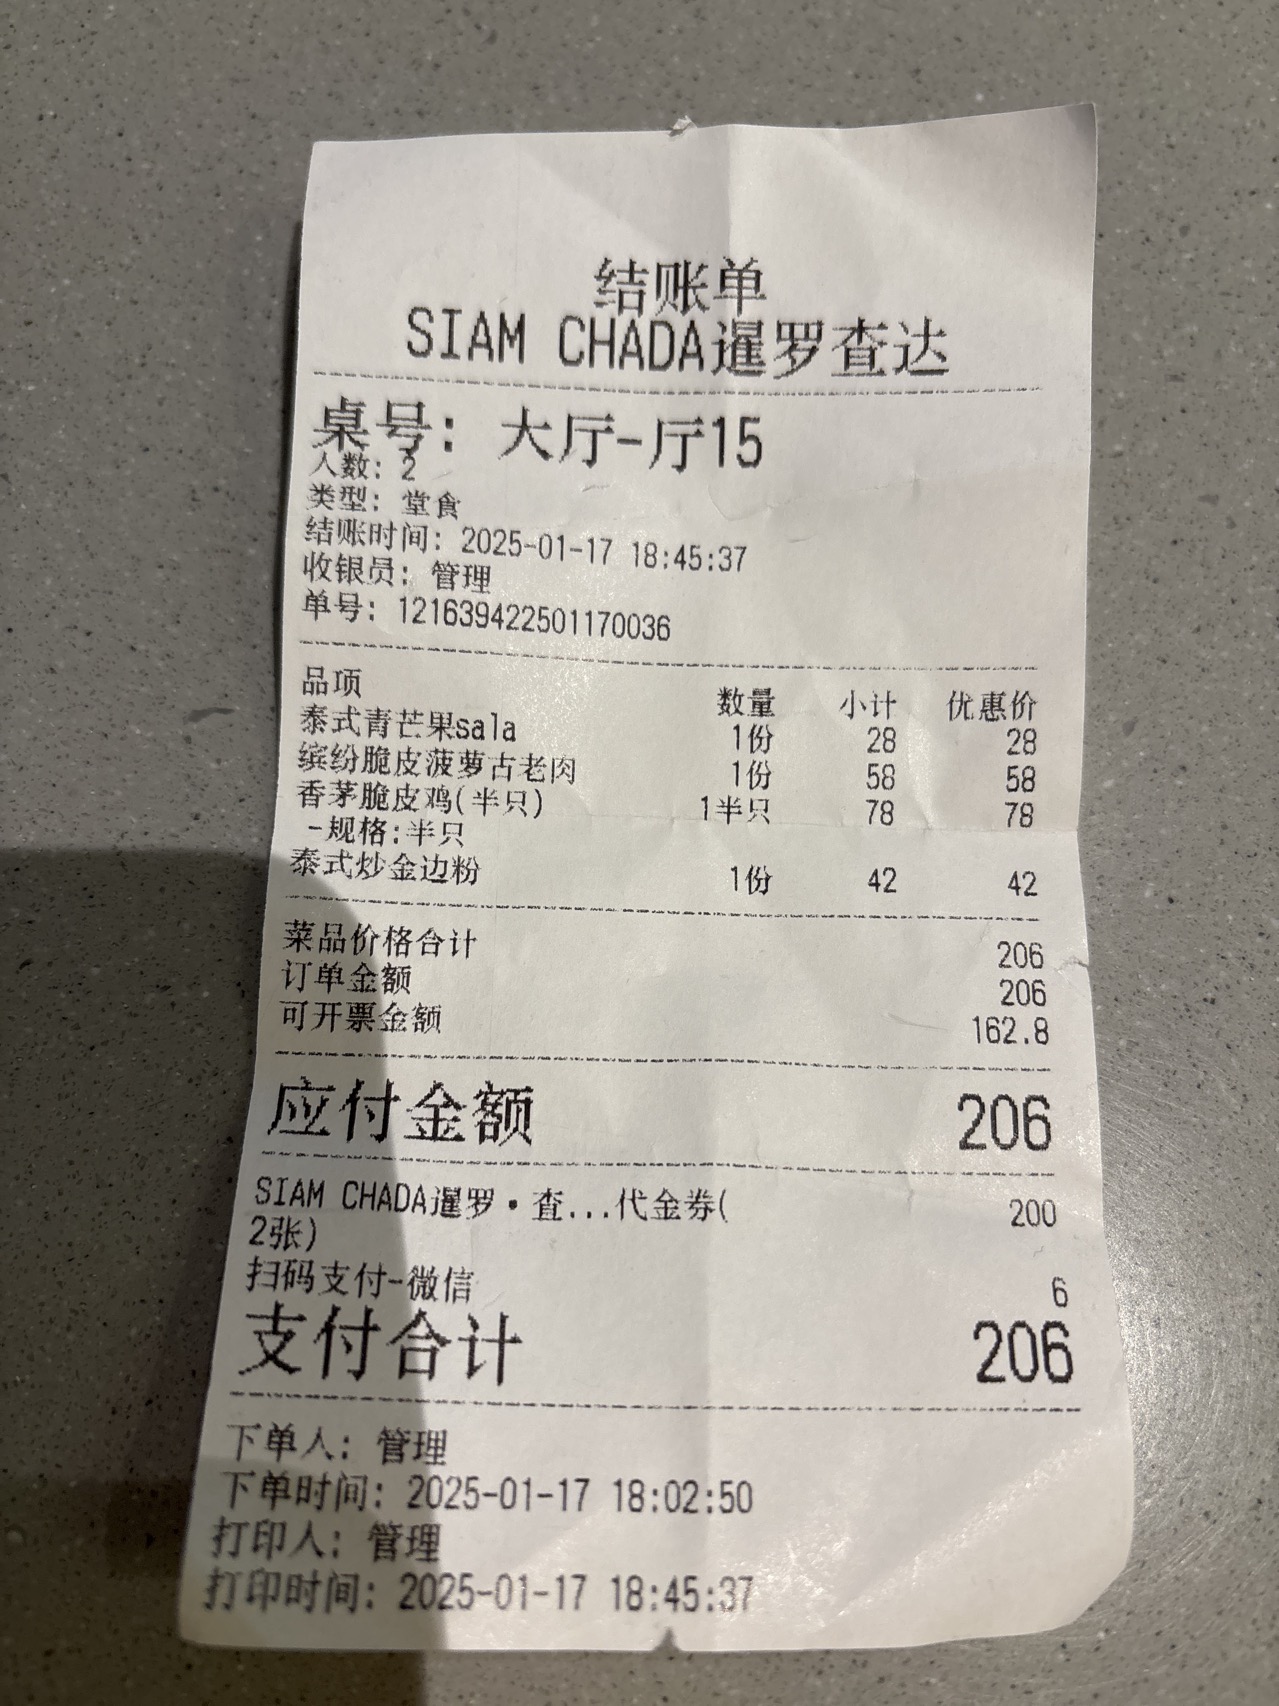 结账单
SIAM CHADA暹罗查达
桌号: 大厅-厅15
人数: 2
类型: 堂食
结账时间: 2025-01-17 18:45:37
收银员: 管理
单号: 121639422501170036
品项 数量 小计 优惠价
泰式青芒果sala 1份 28 28
缤纷脆皮菠萝古老肉 1份 58 58
香茅脆皮鸡(半只) 1半只 78 78
-规格:半只
泰式炒金边粉 1份 42 42
菜品价格合计 206
订单金额 206
可开票金额 162.8
应付金额 206
SIAM CHADA暹罗·查...代金券( 200
2张)
扫码支付-微信 6
支付合计 206
下单人: 管理
下单时间: 2025-01-17 18:02:50
打印人: 管理
打印时间: 2025-01-17 18:45:37